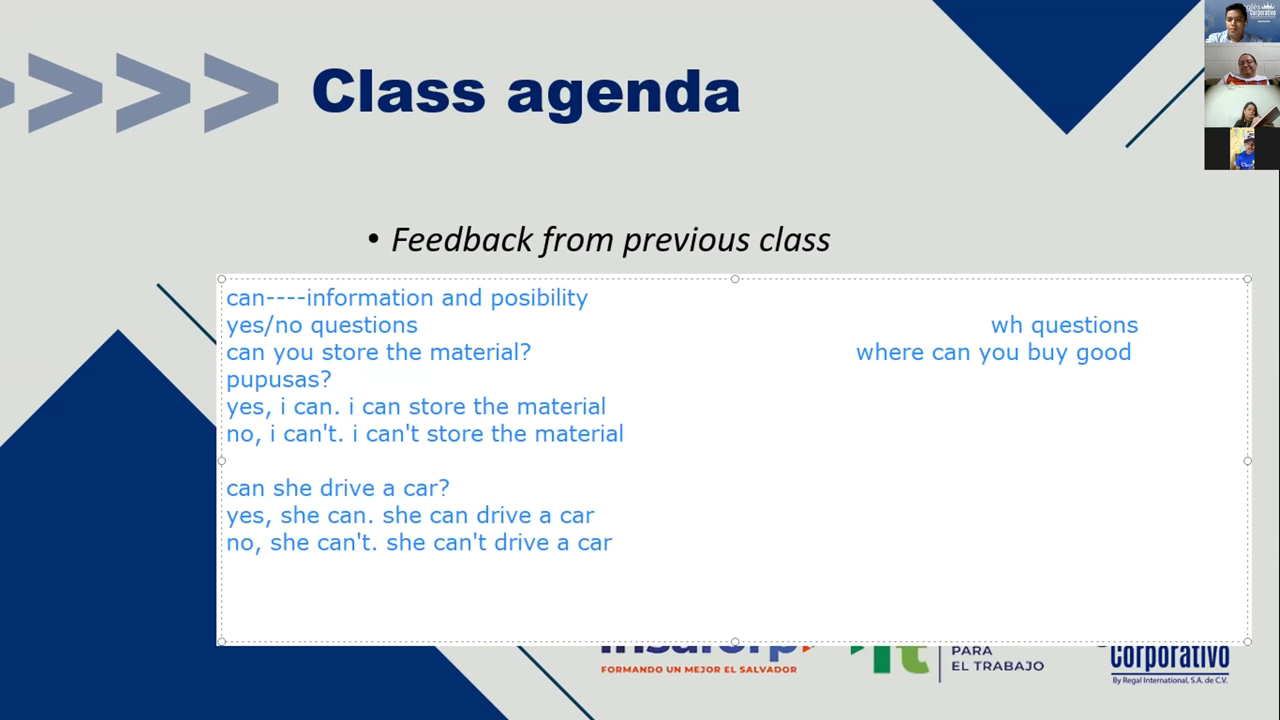 Class agenda
• Feedback from previous class
can----information and posibility
yes/no questions wh questions
can you store the material? where can you buy good
pupusas?
yes, i can. i can store the material
no, i can't. i can't store the material
can she drive a car?
yes, she can. she can drive a car
no, she can't. she can't drive a car
FORMANDO UN MEJOR EL SALVADOR
PARA
EL TRABAJO
Corporativo
By Regal International, S.A. de C.V.